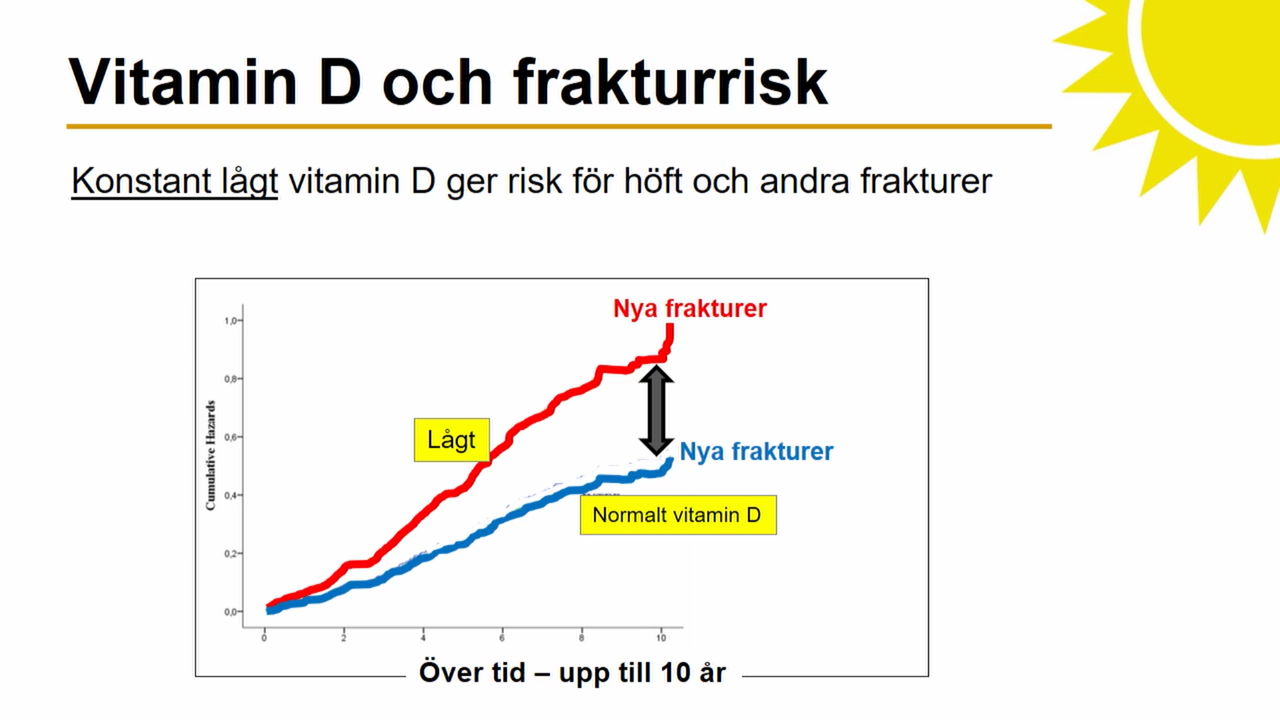 Vitamin D och frakturrisk
Konstant lågt vitamin D ger risk för höft och andra frakturer
Nya frakturer
1,0
0,8
0,6
0,4
0,2
0,0
Cumulative Hazards
Lågt
Nya frakturer
Normalt vitamin D
0 2 4 6 8 10
Över tid – upp till 10 år